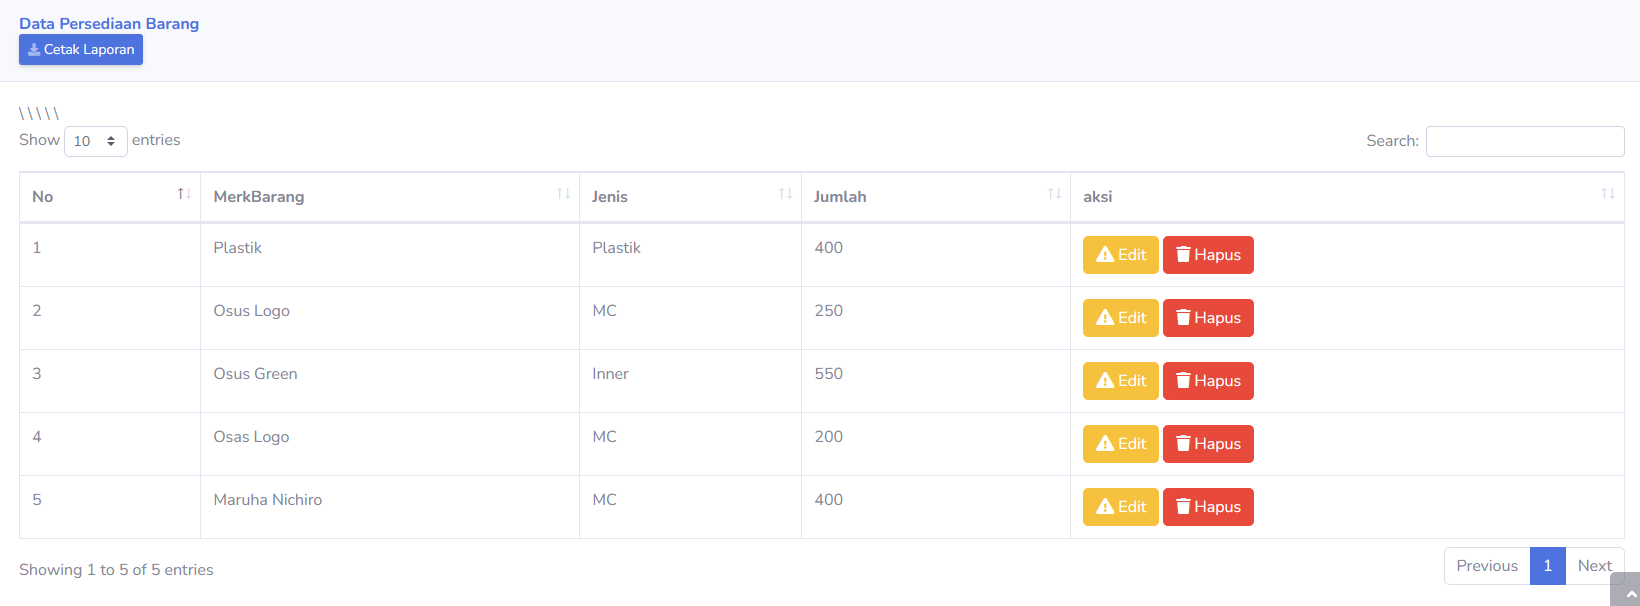 Data Persediaan Barang
Cetak Laporan
\ \ \ \ \
Show 10 entries
Search:
No MerkBarang Jenis Jumlah aksi
1 Plastik Plastik 400 Edit Hapus
2 Osus Logo MC 250 Edit Hapus
3 Osus Green Inner 550 Edit Hapus
4 Osas Logo MC 200 Edit Hapus
5 Maruha Nichiro MC 400 Edit Hapus
Showing 1 to 5 of 5 entries
Previous 1 Next